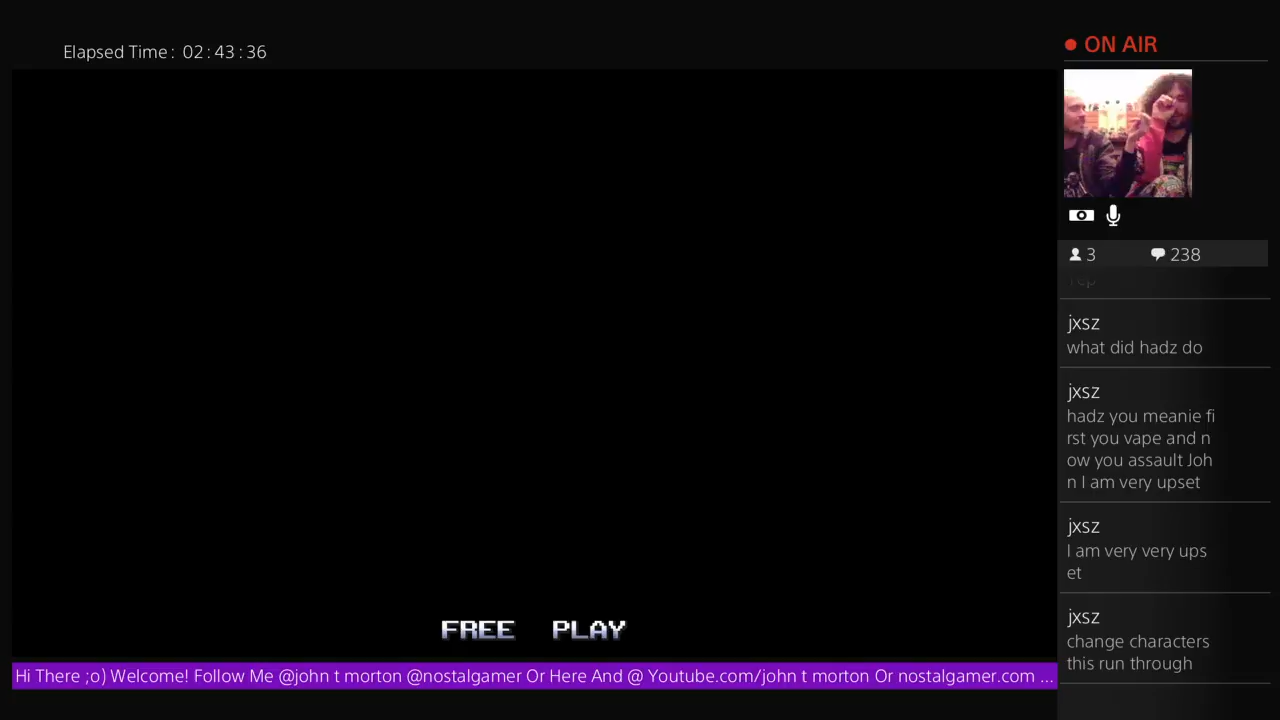 Elapsed Time: 02:43:36
ON AIR
3 238
jxsz
what did hadz do
jxsz
hadz you meanie fi
rst you vape and n
ow you assault Joh
n I am very upset
jxsz
I am very very ups
et
jxsz
change characters
this run through
FREE PLAY
Hi There ;o) Welcome! Follow Me @john t morton @nostalgamer Or Here And @ Youtube.com/john t morton Or nostalgamer.com ...